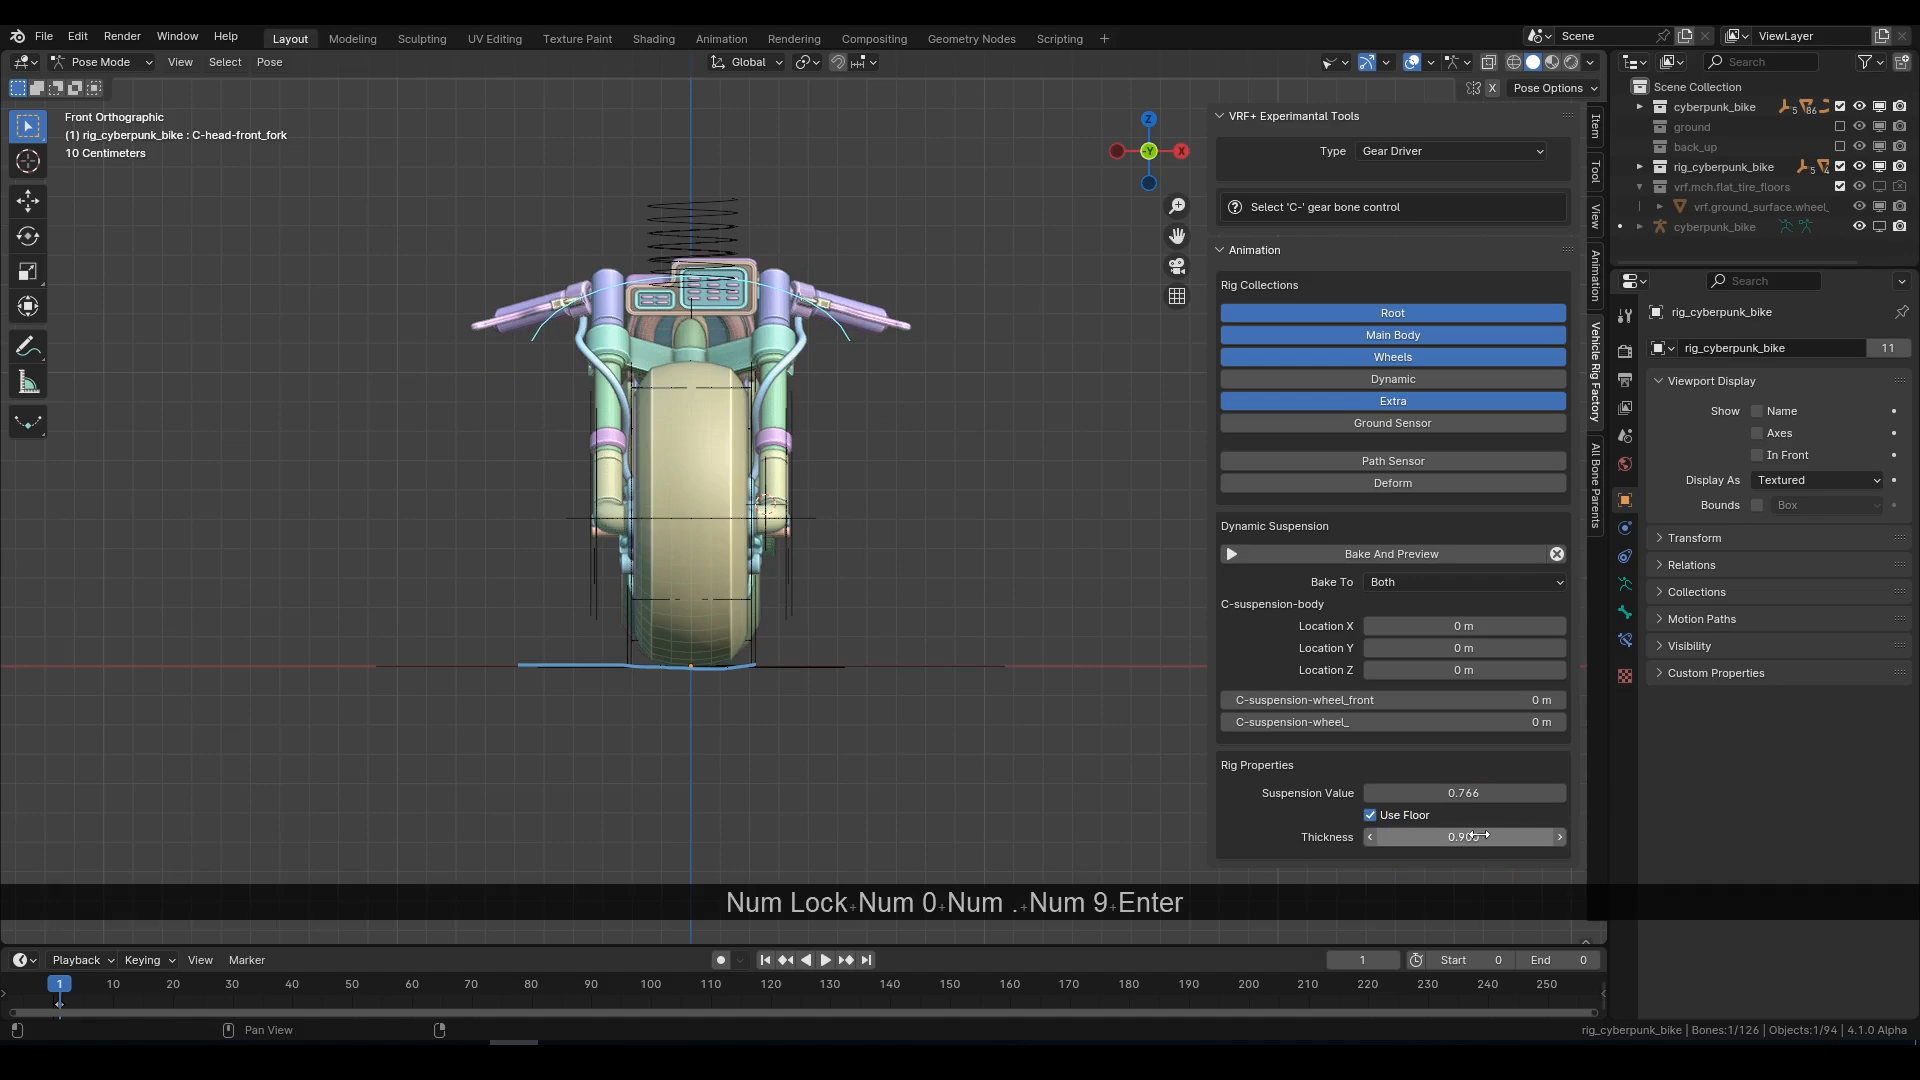 File Edit Render Window Help Layout Modeling Sculpting UV Editing Texture Paint Shading Animation Rendering Compositing Geometry Nodes Scripting + Scene ViewLayer
Pose Mode View Select Pose Global Search
X Pose Options
Scene Collection
cyberpunk_bike 5 86
ground
back_up
rig_cyberpunk_bike 5
vrf.mch.flat_tire_floors
vrf.ground_surface.wheel_
cyberpunk_bike
Front Orthographic
(1) rig_cyberpunk_bike : C-head-front_fork
10 Centimeters
Z
-Y
X
VRF+ Experimental Tools
Type Gear Driver
Select 'C-' gear bone control
Animation
Rig Collections
Root
Main Body
Wheels
Dynamic
Extra
Ground Sensor
Path Sensor
Deform
Dynamic Suspension
Bake And Preview
Bake To Both
C-suspension-body
Location X 0 m
Location Y 0 m
Location Z 0 m
C-suspension-wheel_front 0 m
C-suspension-wheel_ 0 m
Rig Properties
Suspension Value 0.766
Use Floor
Thickness
Item
Tool
View
Animation
Vehicle Rig Factory
All Bone Parents
Search
rig_cyberpunk_bike
rig_cyberpunk_bike 11
Viewport Display
Show Name
Axes
In Front
Display As Textured
Bounds Box
Transform
Relations
Collections
Motion Paths
Visibility
Custom Properties
Num Lock+Num 0+Num .+Num 9+Enter
Playback Keying View Marker 1 Start 0 End 0
1 10 20 30 40 50 60 70 80 90 100 110 120 130 140 150 160 170 180 190 200 210 220 230 240 250
Pan View
rig_cyberpunk_bike | Bones:1/126 | Objects:1/94 | 4.1.0 Alpha